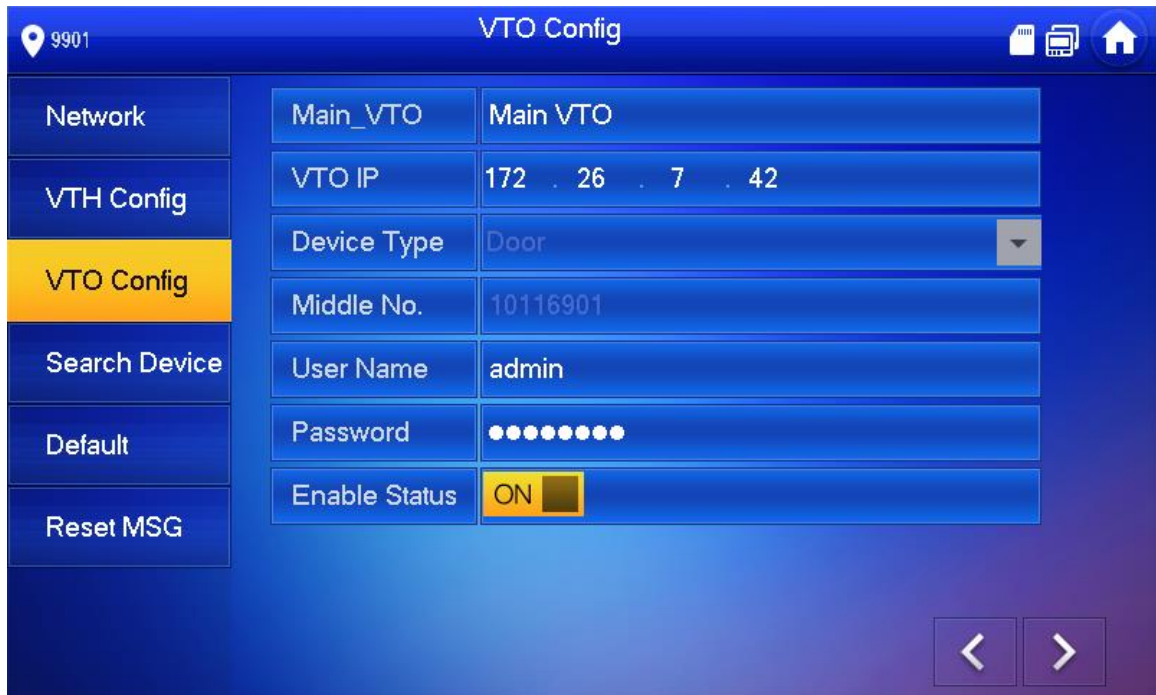 9901
VTO Config
Network
VTH Config
VTO Config
Search Device
Default
Reset MSG
Main_VTO Main VTO
VTO IP 172 . 26 . 7 . 42
Device Type Door
Middle No. 10116901
User Name admin
Password ●●●●●●●●
Enable Status ON